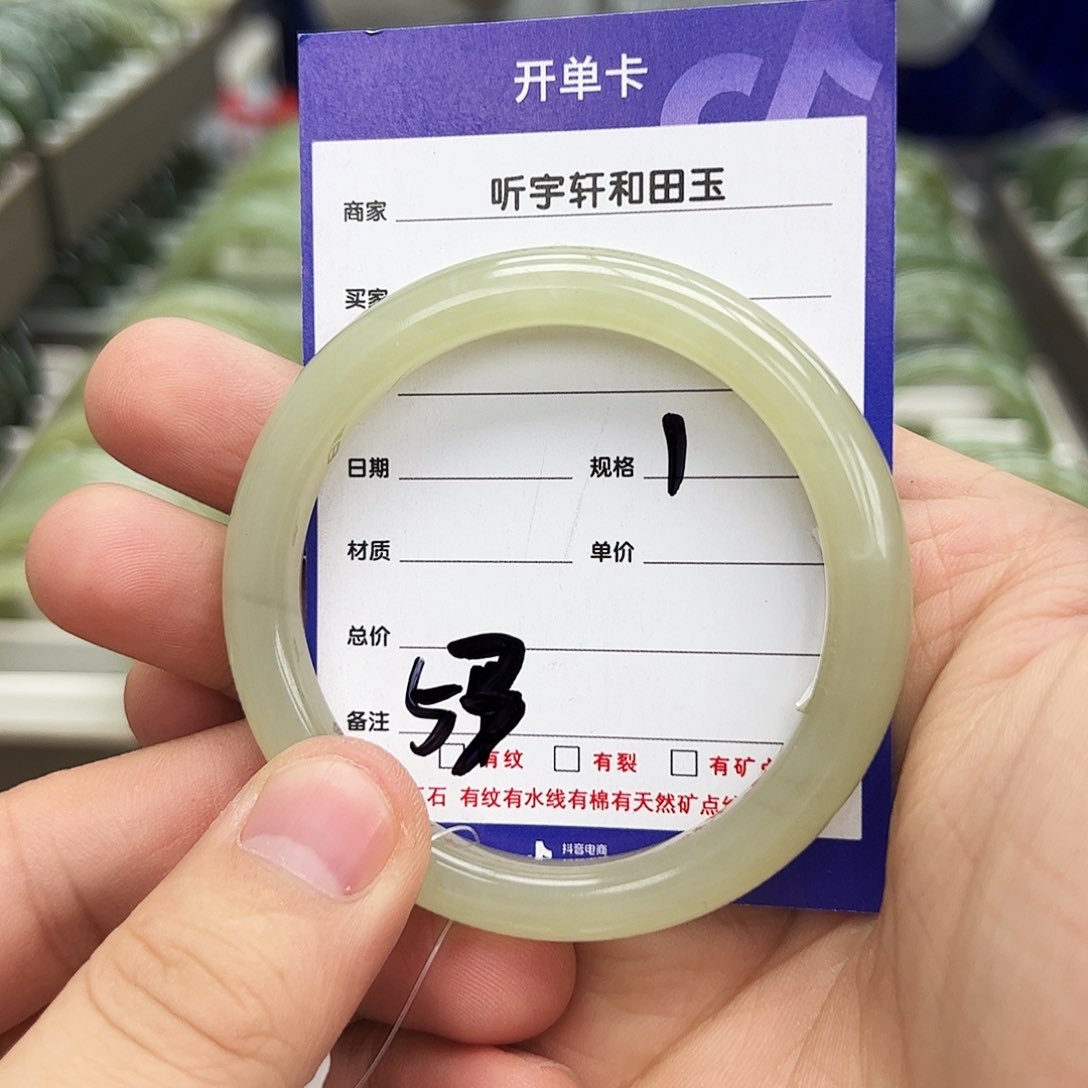 开单卡
商家 听宇轩和田玉
买家
日期 规格 1
材质 单价
总价
备注
有纹 有裂 有矿
石 有纹有水线有棉有天然矿点
抖音电商